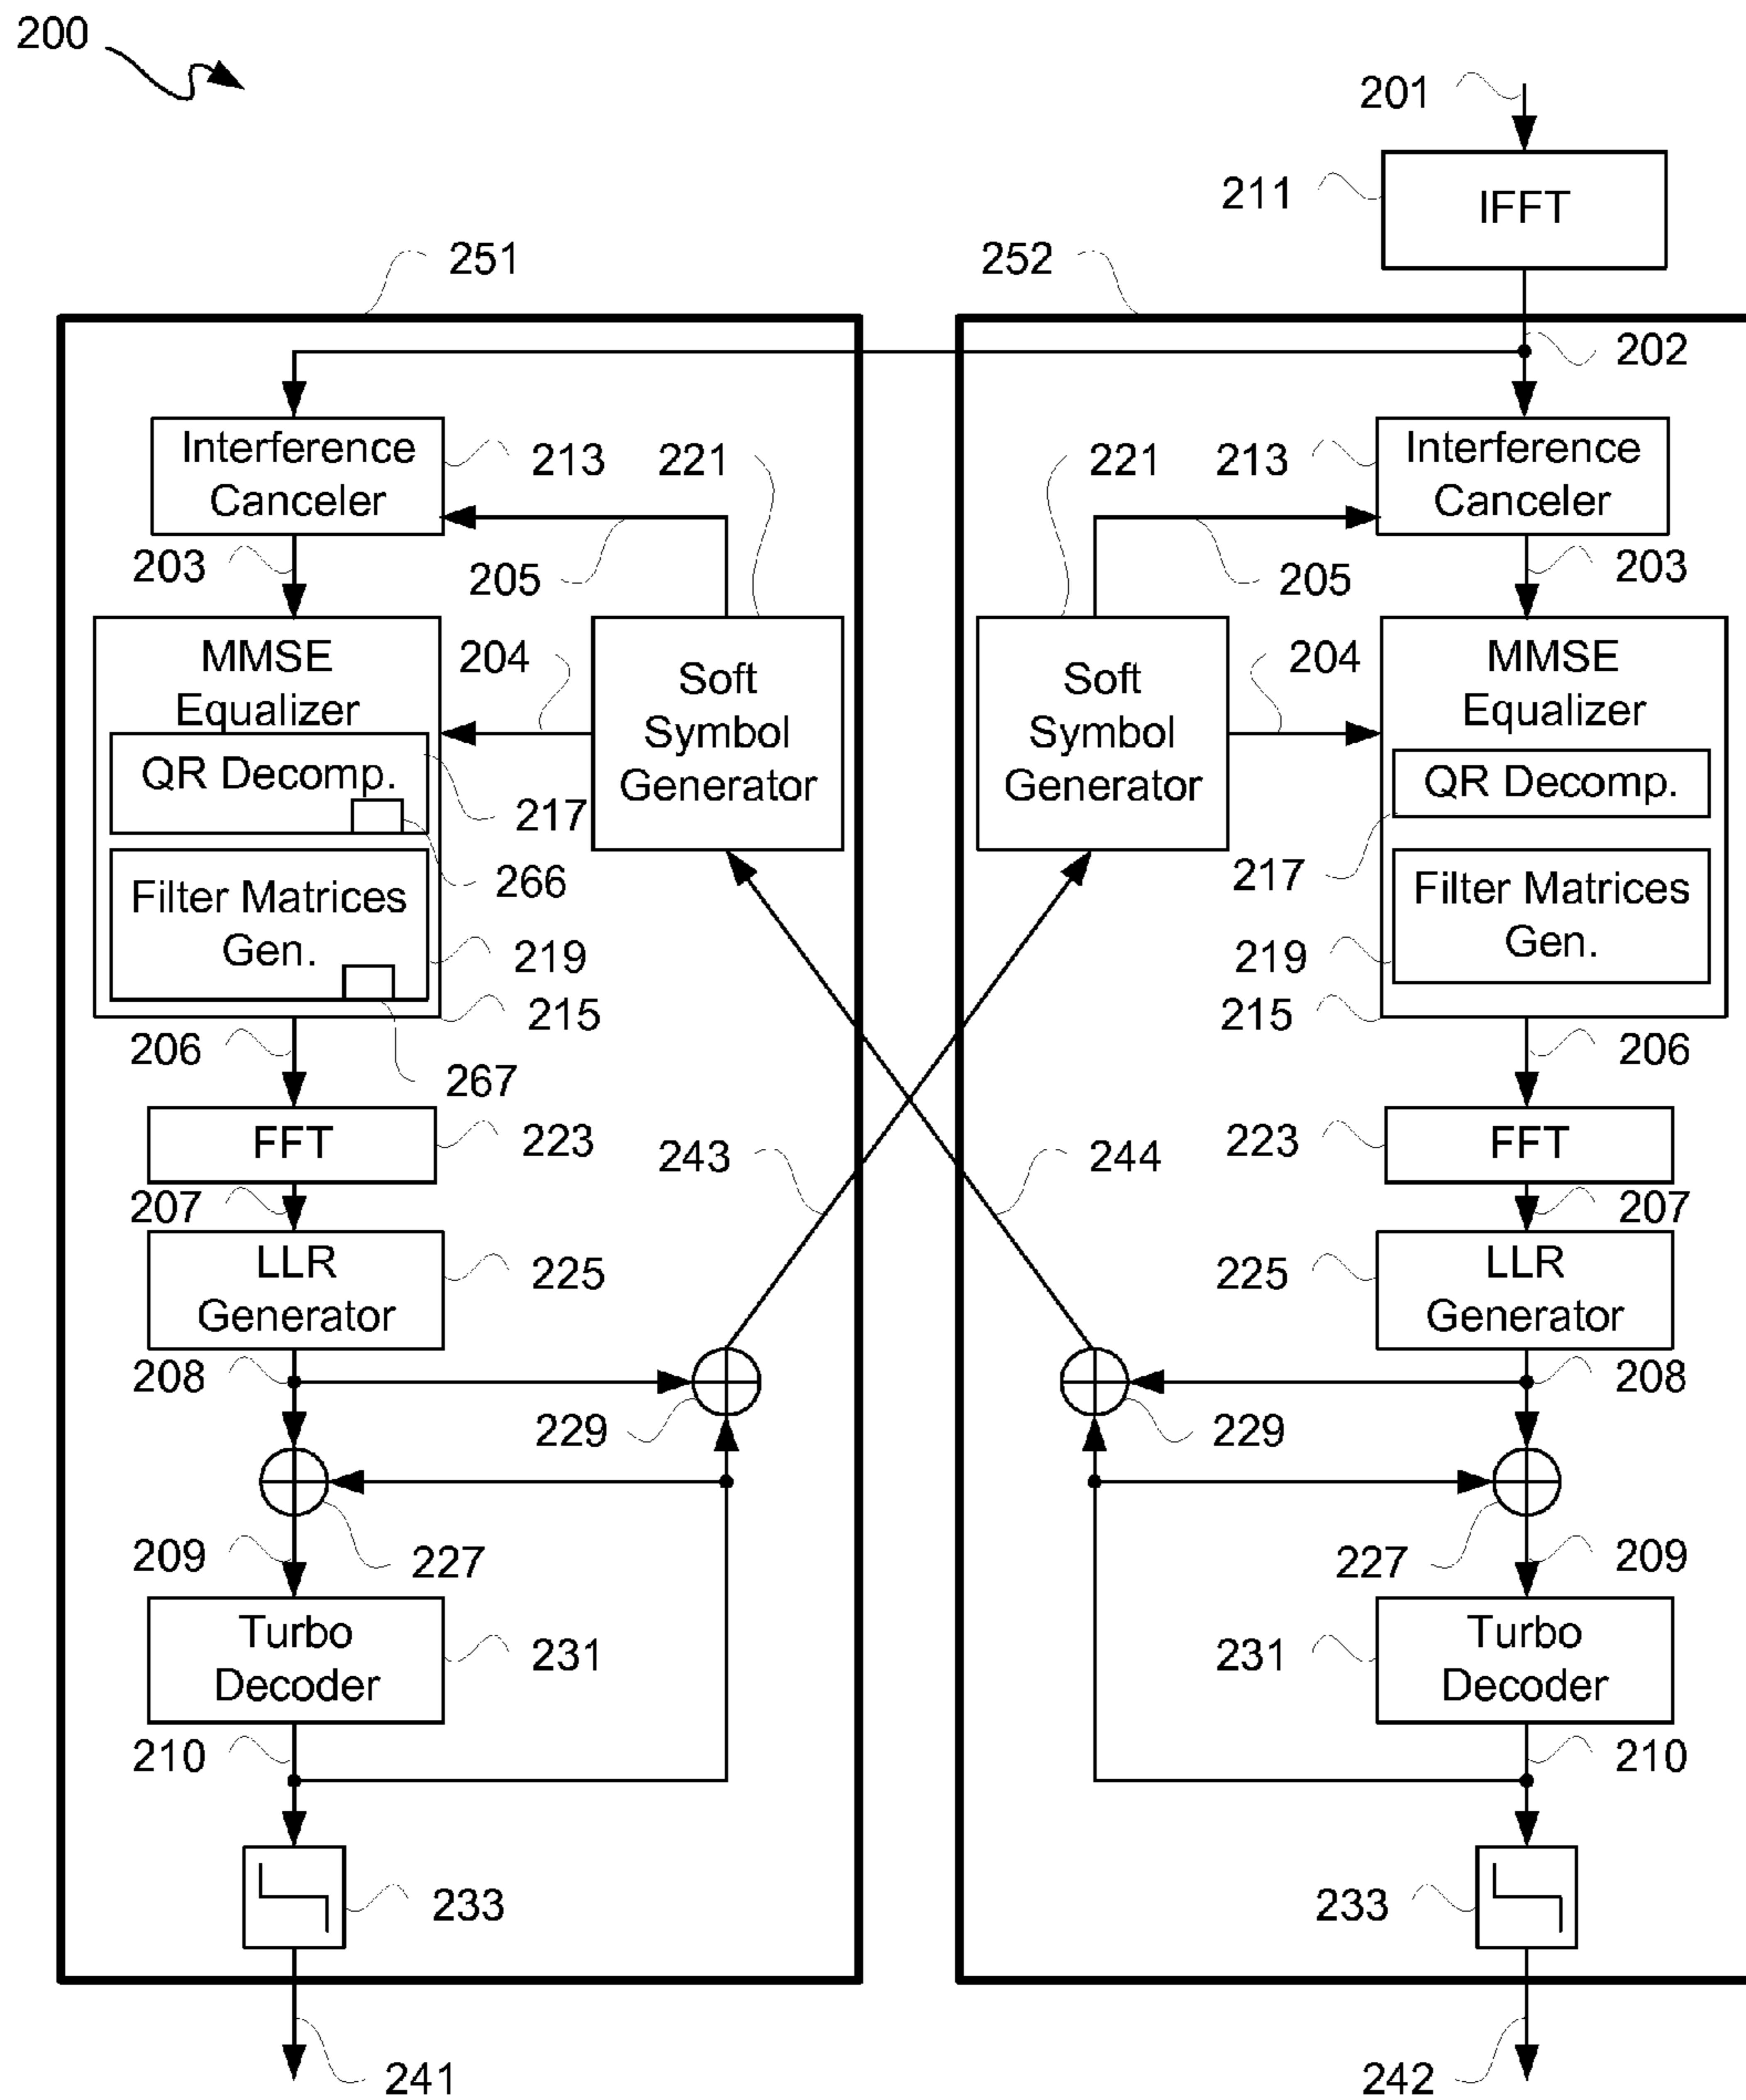 200
201
211
IFFT
251
252
202
Interference
Canceler
213
221
221
213
Interference
Canceler
203
205
205
203
MMSE
Equalizer
204
Soft
Symbol
Generator
Soft
Symbol
Generator
204
MMSE
Equalizer
QR Decomp.
217
QR Decomp.
217
266
Filter Matrices
Gen.
219
Filter Matrices
Gen.
219
215
215
206
267
206
FFT
223
243
244
223
FFT
207
207
LLR
Generator
225
225
LLR
Generator
208
208
229
229
209
227
227
209
Turbo
Decoder
231
231
Turbo
Decoder
210
210
233
233
241
242